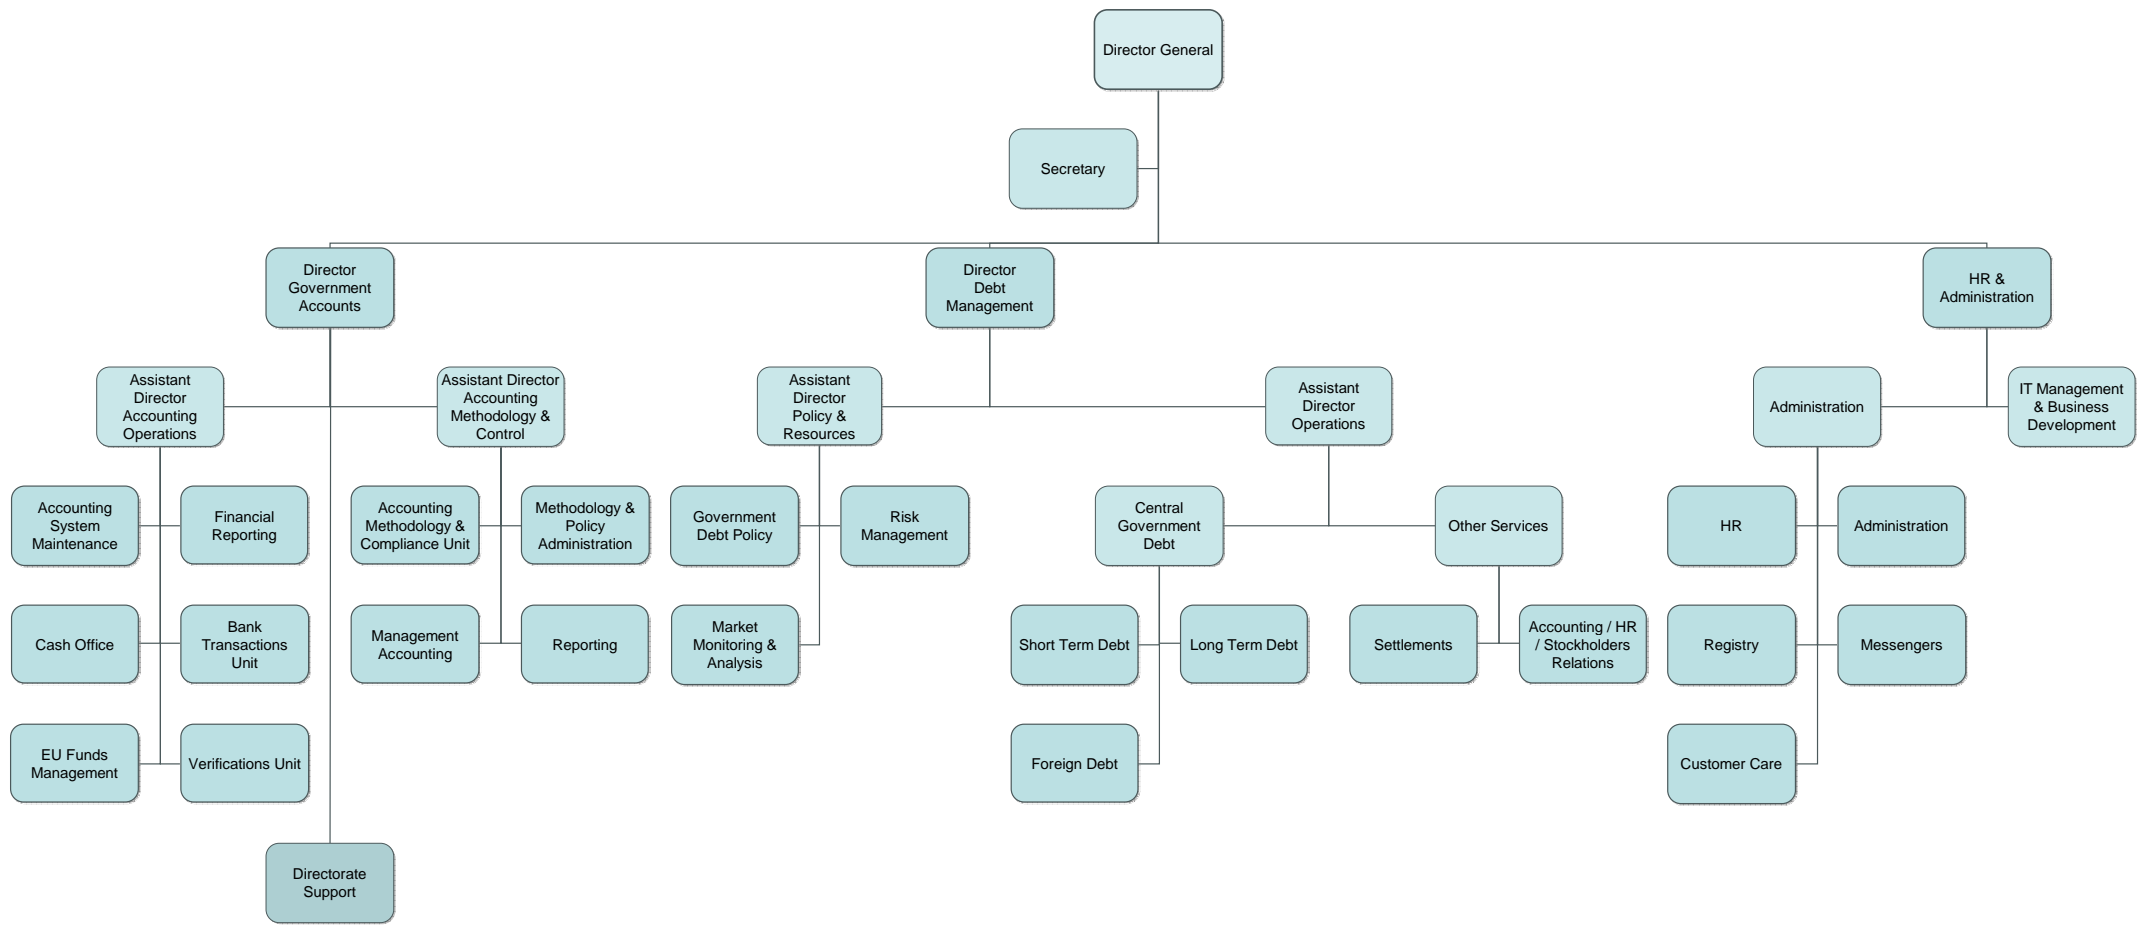 Director General
Secretary
Director
Government
Accounts
Director
Debt
Management
HR &
Administration
Assistant
Director
Accounting
Operations
Assistant Director
Accounting
Methodology &
Control
Assistant
Director
Policy &
Resources
Assistant
Director
Operations
Administration
IT Management
& Business
Development
Accounting
System
Maintenance
Financial
Reporting
Accounting
Methodology &
Compliance Unit
Methodology &
Policy
Administration
Government
Debt Policy
Risk
Management
Central
Government
Debt
Other Services
HR
Administration
Cash Office
Bank
Transactions
Unit
Management
Accounting
Reporting
Market
Monitoring &
Analysis
Short Term Debt
Long Term Debt
Settlements
Accounting / HR
/ Stockholders
Relations
Registry
Messengers
EU Funds
Management
Verifications Unit
Foreign Debt
Customer Care
Directorate
Support